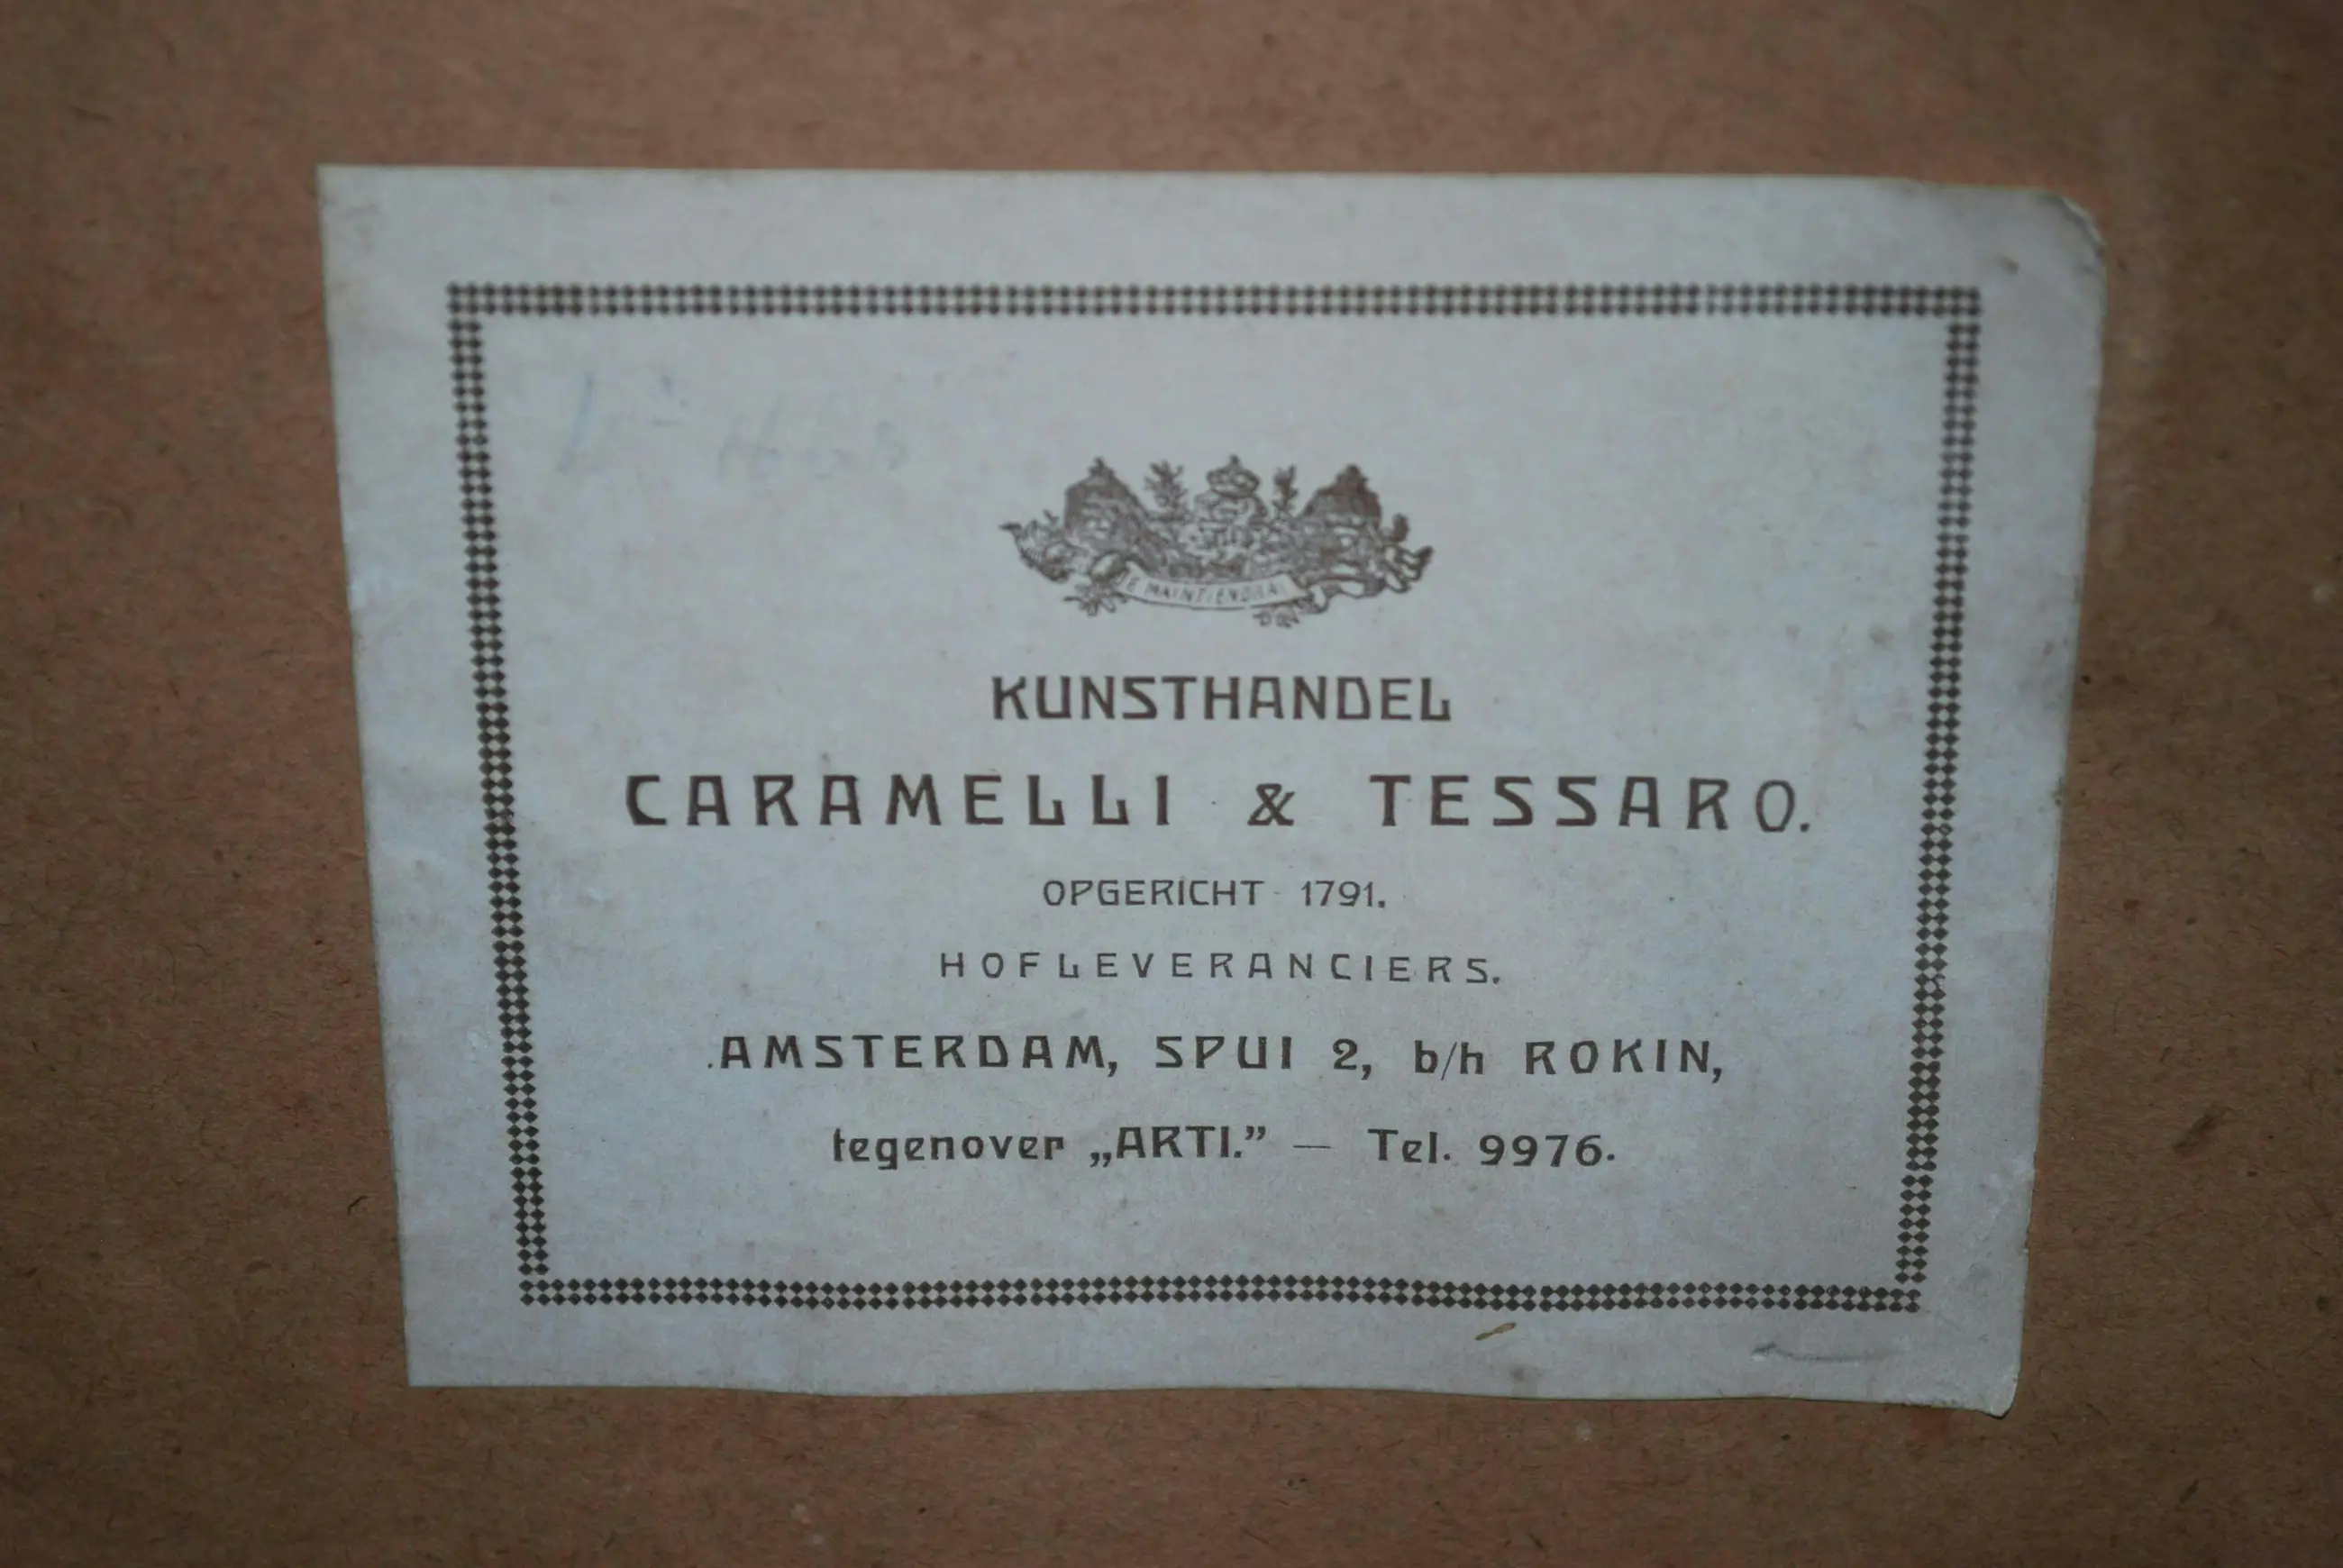 JE MAINTIENDRAI
KUNSTHANDEL
CARAMELLI & TESSARO.
OPGERICHT 1791.
HOFLEVERANCIERS.
AMSTERDAM, SPUI 2, b/h ROKIN,
tegenover „ARTI.” — Tel. 9976.